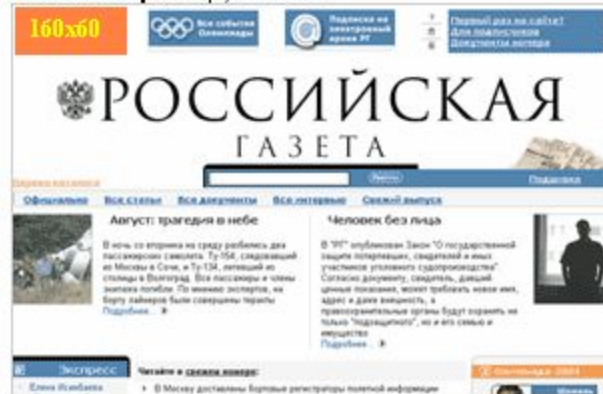 160x60
Все события
Олимпиады
Подписка на
электронный
архив РГ
Первый раз на сайте?
Для подписчиков
Документы номера
РОССИЙСКАЯ
ГАЗЕТА
Подписка
Официально Все статьи Все документы Все интервью Свежий выпуск
Август: трагедия в небе
В ночь со вторника на среду разбились два
пассажирских самолета. Ту-154, следовавший
из Москвы в Сочи, и Ту-134, летевший из
столицы в Волгоград. Все пассажиры и члены
экипажа погибли. По мнению экспертов, на
борту лайнеров были совершены теракты
Подробнее...
Человек без лица
В "РГ" опубликован Закон "О государственной
защите потерпевших, свидетелей и иных
участников уголовного судопроизводства"
Согласно документу, свидетель, дающий
ценные показания, может требовать новое имя,
адрес и даже внешность, а
правоохранительные органы будут охранять не
только "подзащитного", но и его семью и
имущество
Подробнее...
Экспресс
Елена Исинбаева
Читайте в свежем номере:
В Москву доставлены бортовые регистраторы полетной информации
Олимпиада-2004